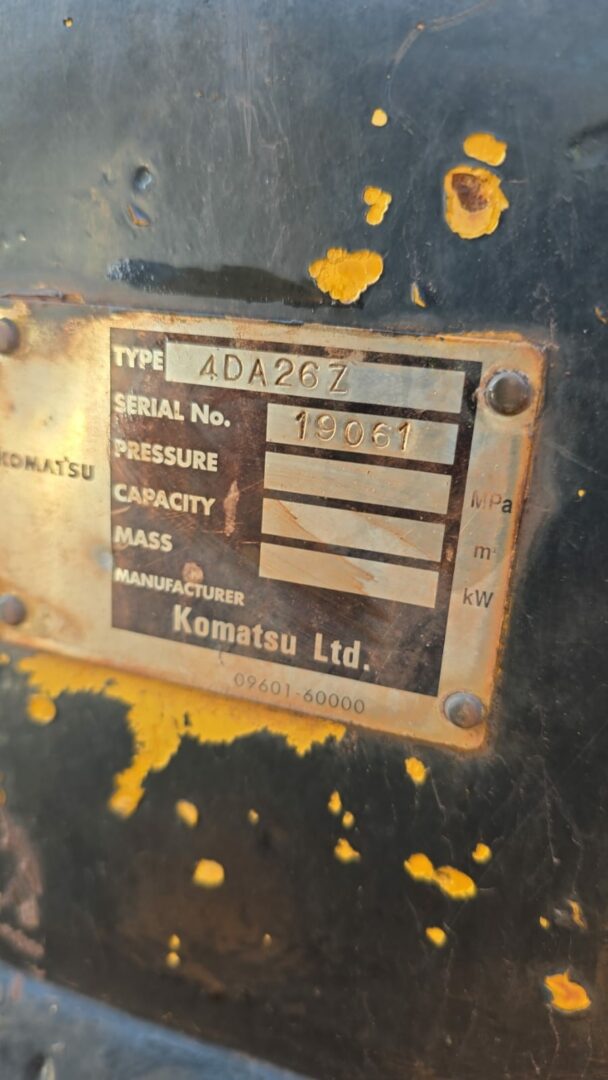 TYPE 4DA26Z
SERIAL No. 19061
PRESSURE MPa
KOMATSU
CAPACITY m³
MASS kW
MANUFACTURER
Komatsu Ltd.
09601-60000